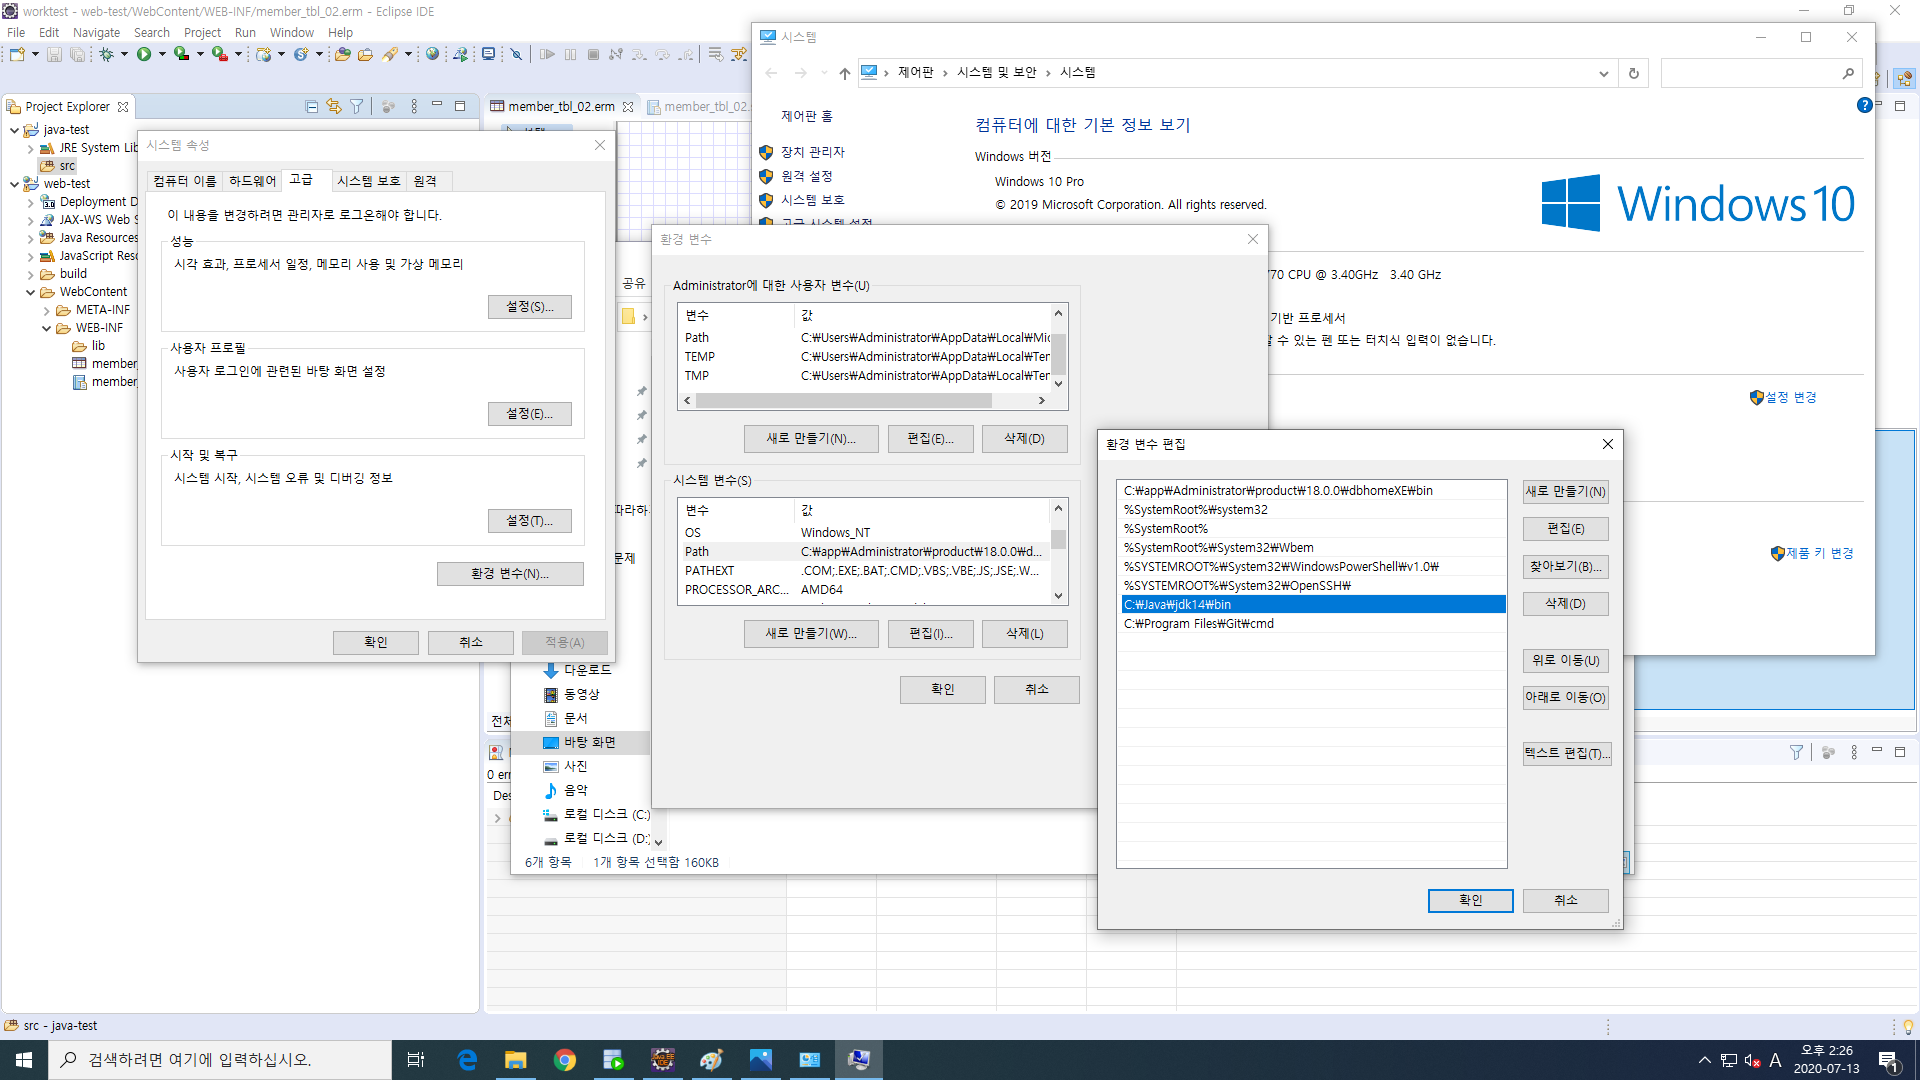 worktest - web-test/WebContent/WEB-INF/member_tbl_02.erm - Eclipse IDE
File Edit Navigate Search Project Run Window Help
Project Explorer
java-test
JRE System Lib
src
web-test
Deployment D
JAX-WS Web S
Java Resources
JavaScript Reso
build
WebContent
META-INF
WEB-INF
lib
member_
member_
member_tbl_02.erm
member_tbl_02.
시스템 속성
컴퓨터 이름 하드웨어 고급 시스템 보호 원격
이 내용을 변경하려면 관리자로 로그온해야 합니다.
성능
시각 효과, 프로세서 일정, 메모리 사용 및 가상 메모리
설정(S)...
사용자 프로필
사용자 로그인에 관련된 바탕 화면 설정
설정(E)...
시작 및 복구
시스템 시작, 시스템 오류 및 디버깅 정보
설정(T)...
환경 변수(N)...
확인 취소 적용(A)
시스템
제어판 › 시스템 및 보안 › 시스템
제어판 홈
장치 관리자
원격 설정
시스템 보호
고급 시스템 설정
컴퓨터에 대한 기본 정보 보기
Windows 버전
Windows 10 Pro
© 2019 Microsoft Corporation. All rights reserved.
Windows 10
70 CPU @ 3.40GHz 3.40 GHz
기반 프로세서
수 있는 펜 또는 터치식 입력이 없습니다.
설정 변경
제품 키 변경
공유
따라하
문제
다운로드
동영상
문서
바탕 화면
사진
음악
로컬 디스크 (C:)
로컬 디스크 (D:)
6개 항목 1개 항목 선택함 160KB
전체
0 err
Des
환경 변수
Administrator에 대한 사용자 변수(U)
변수 값
Path C:₩Users₩Administrator₩AppData₩Local₩Mic
TEMP C:₩Users₩Administrator₩AppData₩Local₩Ten
TMP C:₩Users₩Administrator₩AppData₩Local₩Ten
새로 만들기(N)... 편집(E)... 삭제(D)
시스템 변수(S)
변수 값
OS Windows_NT
Path C:₩app₩Administrator₩product₩18.0.0₩d...
PATHEXT .COM;.EXE;.BAT;.CMD;.VBS;.VBE;.JS;.JSE;.W...
PROCESSOR_ARC... AMD64
새로 만들기(W)... 편집(I)... 삭제(L)
확인 취소
환경 변수 편집
C:₩app₩Administrator₩product₩18.0.0₩dbhomeXE₩bin
%SystemRoot%₩system32
%SystemRoot%
%SystemRoot%₩System32₩Wbem
%SYSTEMROOT%₩System32₩WindowsPowerShell₩v1.0₩
%SYSTEMROOT%₩System32₩OpenSSH₩
C:₩Java₩jdk14₩bin
C:₩Program Files₩Git₩cmd
새로 만들기(N)
편집(E)
찾아보기(B)...
삭제(D)
위로 이동(U)
아래로 이동(O)
텍스트 편집(T)...
확인 취소
src - java-test
검색하려면 여기에 입력하십시오.
A
오후 2:26
2020-07-13
1